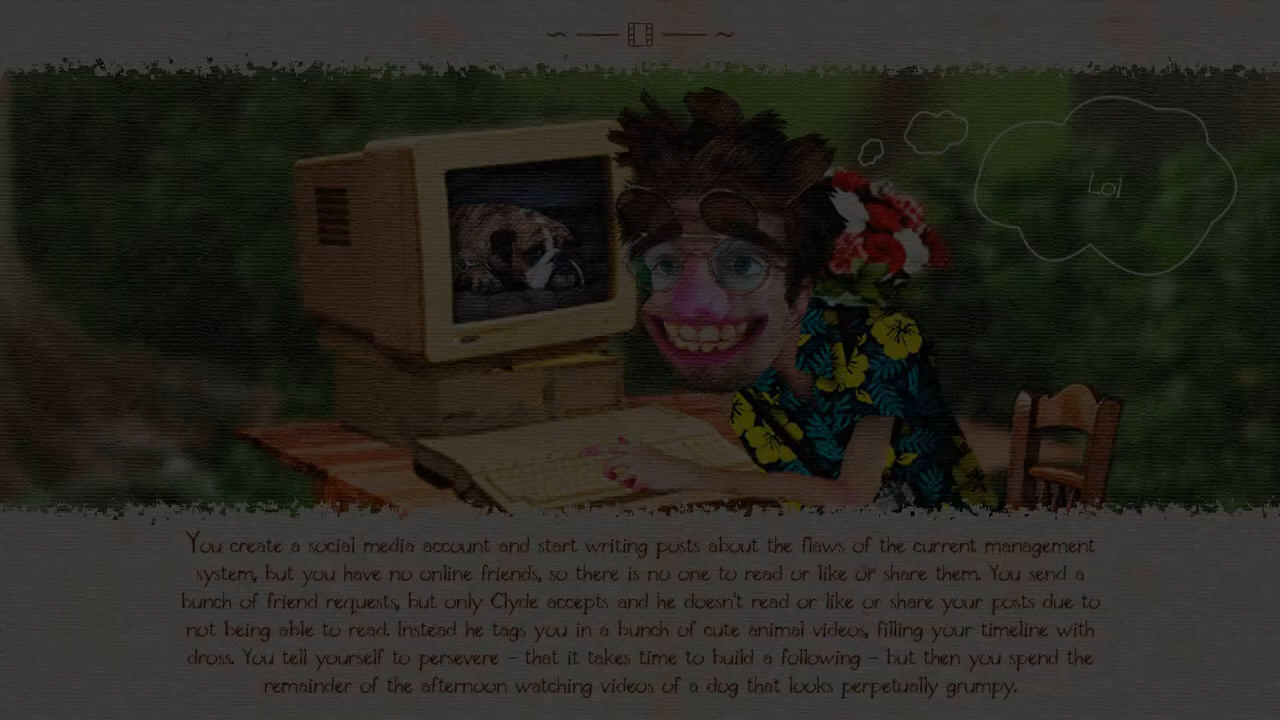 Lol
You create a social media account and start writing posts about the flaws of the current management
system, but you have no online friends, so there is no one to read or like or share them. You send a
bunch of friend requests, but only Clyde accepts and he doesn't read or like or share your posts due to
not being able to read. Instead he tags you in a bunch of cute animal videos, filling your timeline with
dross. You tell yourself to persevere – that it takes time to build a following – but then you spend the
remainder of the afternoon watching videos of a dog that looks perpetually grumpy.